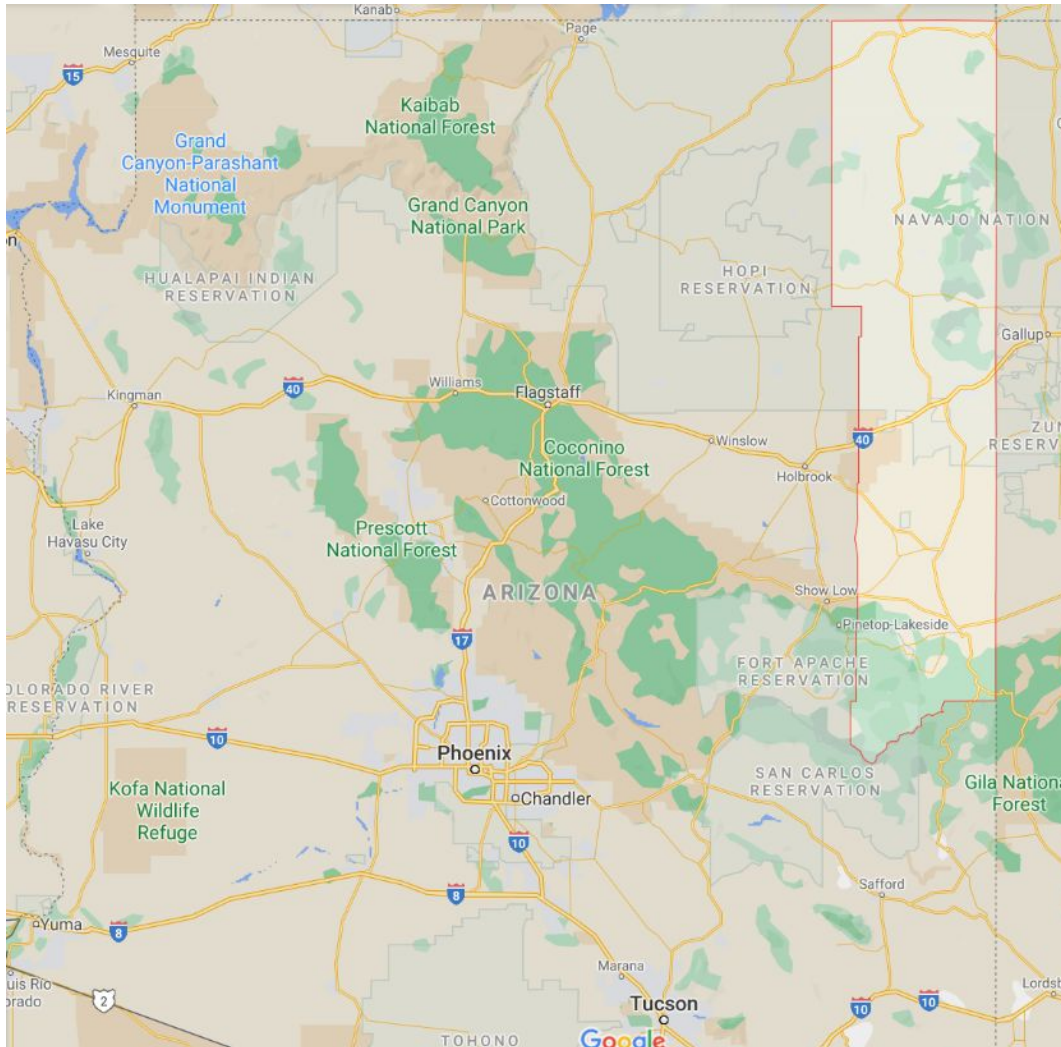 Kanab
Page
Mesquite
15
Kaibab
National Forest
Grand
Canyon-Parashant
National
Monument
Grand Canyon
National Park
NAVAJO NATION
on
HUALAPAI INDIAN
RESERVATION
HOPI
RESERVATION
Gallup
Kingman
40
Williams
Flagstaff
Winslow
40
ZUN
RESERV
Holbrook
Coconino
National Forest
Cottonwood
Lake
Havasu City
Prescott
National Forest
ARIZONA
Show Low
Pinetop-Lakeside
17
FORT APACHE
RESERVATION
OLORADO RIVER
RESERVATION
10
Phoenix
SAN CARLOS
RESERVATION
Gila Nationa
Forest
Kofa National
Wildlife
Refuge
Chandler
10
Safford
8
Yuma
8
uis Río
orado
2
Marana
Tucson
10
10
Lordsb
TOHONO
Google